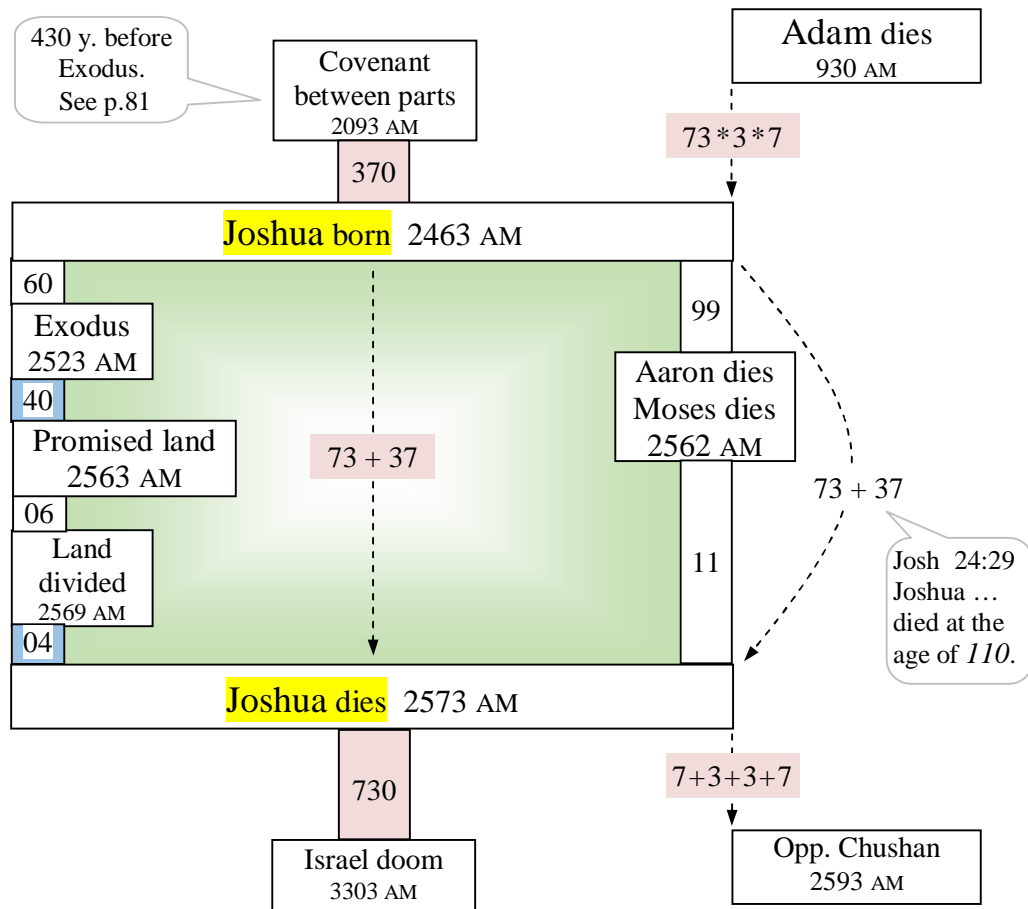 430 y. before
Exodus.
See p.81
Covenant
between parts
2093 AM
Adam dies
930 AM
73*3*7
370
Joshua born 2463 AM
60
Exodus
2523 AM
40
Promised land
2563 AM
06
Land
divided
2569 AM
04
73 + 37
99
Aaron dies
Moses dies
2562 AM
11
73 + 37
Josh 24:29
Joshua …
died at the
age of 110.
Joshua dies 2573 AM
730
7+3+3+7
Israel doom
3303 AM
Opp. Chushan
2593 AM